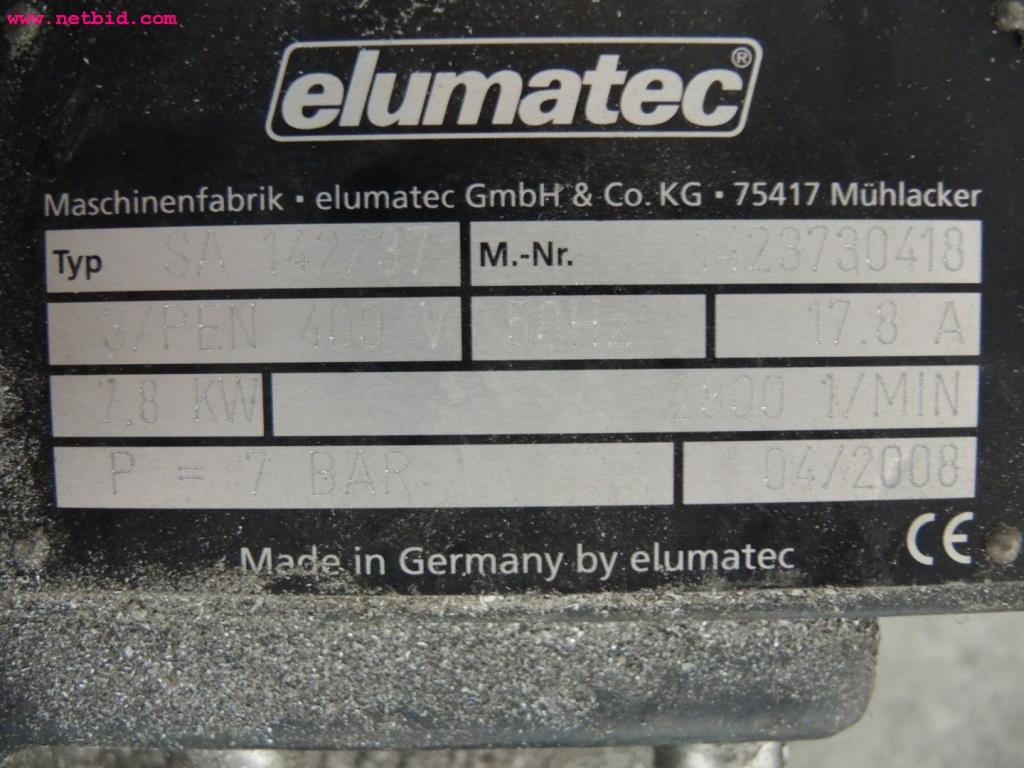 www.netbid.com
elumatec®
Maschinenfabrik • elumatec GmbH & Co. KG • 75417 Mühlacker
Typ SA 142/37 M.-Nr. 1423730418
3/PEN 400 V 50Hz 17.8 A
7.8 KW 2800 1/MIN
P = 7 BAR 04/2008
CE
Made in Germany by elumatec